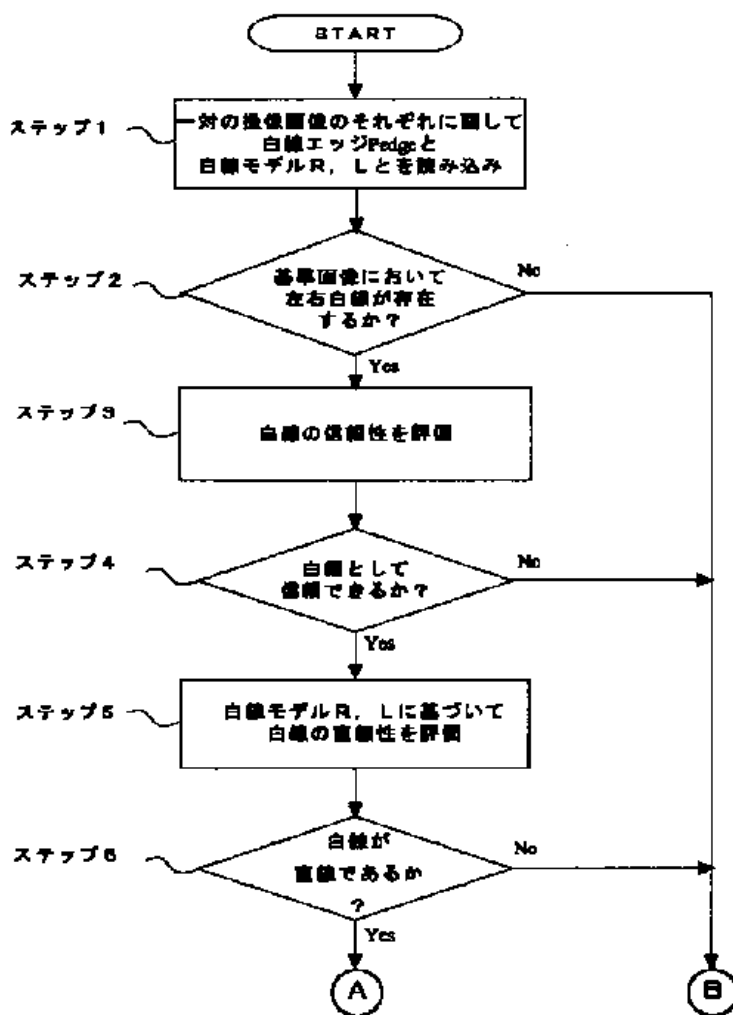 START
ステップ1
一対の撮像画像のそれぞれに関して
白線エッジPedgeと
白線モデルR，Lとを読み込み
ステップ2
基準画像において
左右白線が存在
するか？
No
Yes
ステップ3
白線の信頼性を評価
ステップ4
白線として
信頼できるか？
No
Yes
ステップ5
白線モデルR，Lに基づいて
白線の直線性を評価
ステップ6
白線が
直線であるか
？
No
Yes
A
B